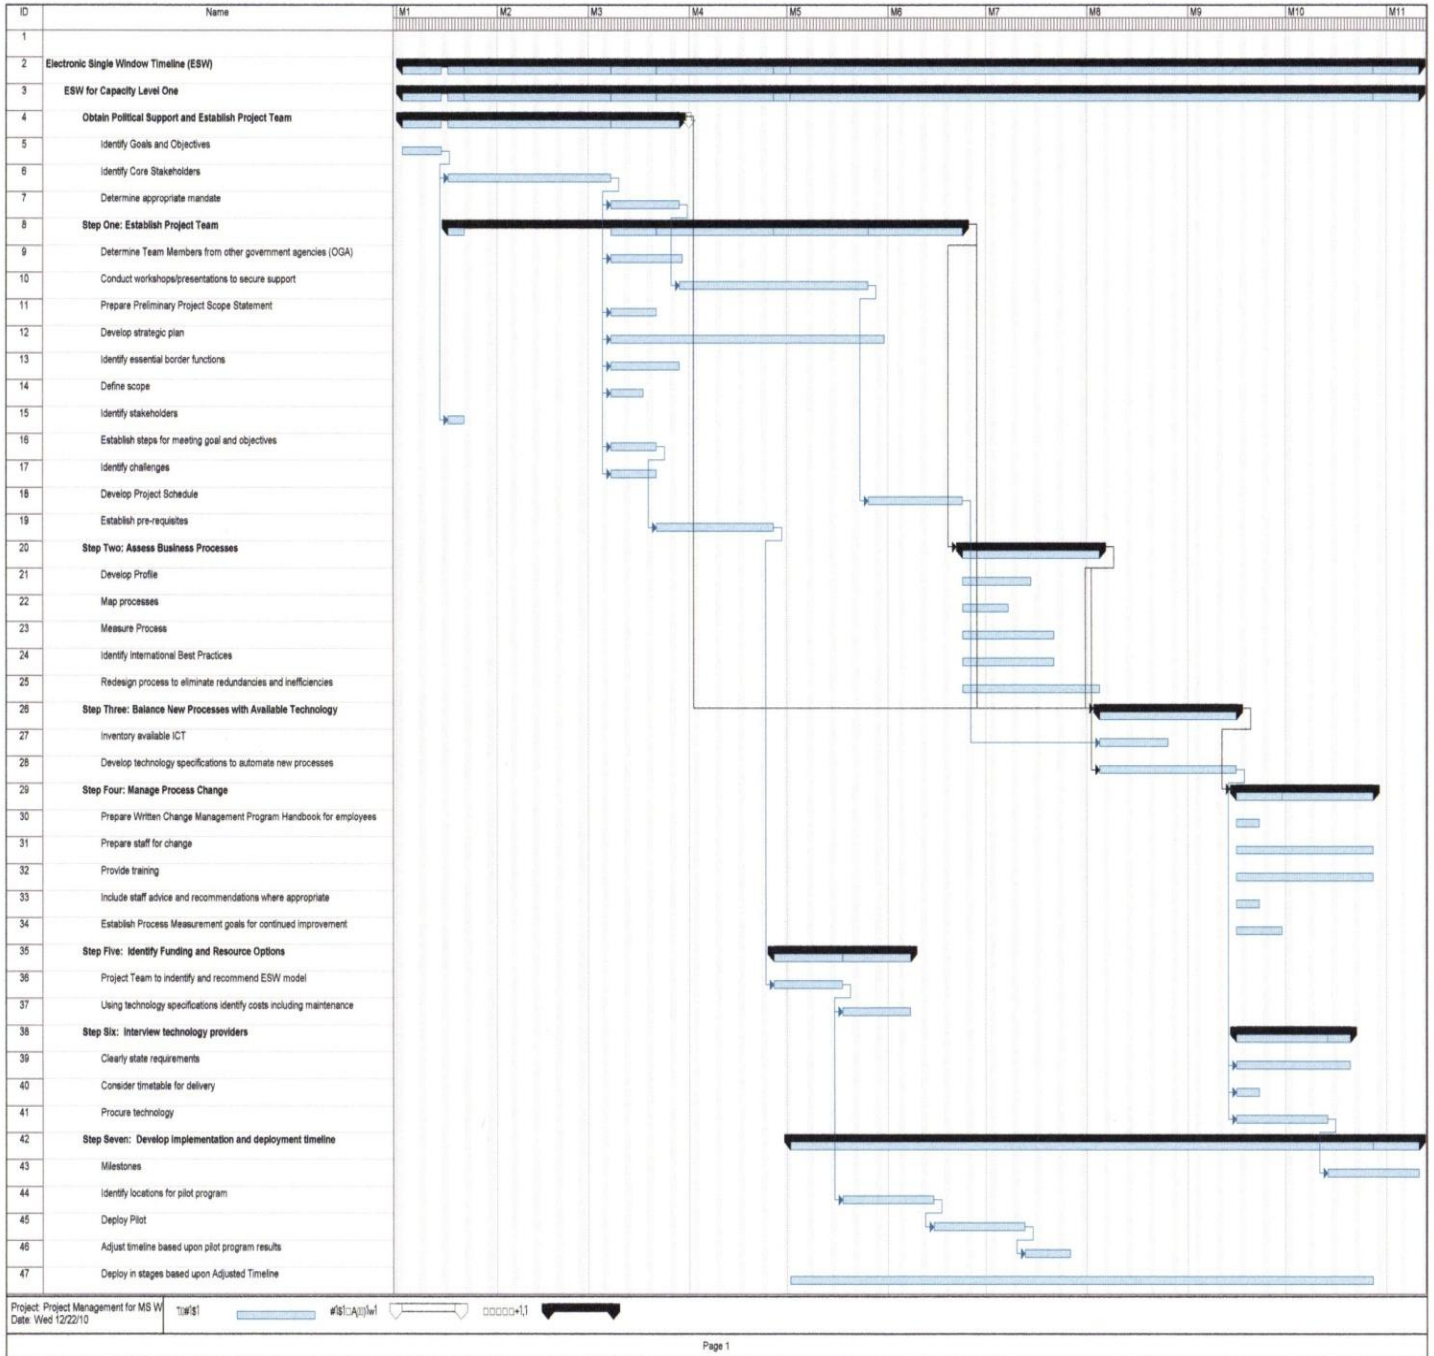 ID Name M1 M2 M3 M4 M5 M6 M7 M8 M9 M10 M11
1
2 Electronic Single Window Timeline (ESW)
3 ESW for Capacity Level One
4 Obtain Political Support and Establish Project Team
5 Identify Goals and Objectives
6 Identify Core Stakeholders
7 Determine appropriate mandate
8 Step One: Establish Project Team
9 Determine Team Members from other government agencies (OGA)
10 Conduct workshops/presentations to secure support
11 Prepare Preliminary Project Scope Statement
12 Develop strategic plan
13 Identify essential border functions
14 Define scope
15 Identify stakeholders
16 Establish steps for meeting goal and objectives
17 Identify challenges
18 Develop Project Schedule
19 Establish pre-requisites
20 Step Two: Assess Business Processes
21 Develop Profile
22 Map processes
23 Measure Process
24 Identify International Best Practices
25 Redesign process to eliminate redundancies and inefficiencies
26 Step Three: Balance New Processes with Available Technology
27 Inventory available ICT
28 Develop technology specifications to automate new processes
29 Step Four: Manage Process Change
30 Prepare Written Change Management Program Handbook for employees
31 Prepare staff for change
32 Provide training
33 Include staff advice and recommendations where appropriate
34 Establish Process Measurement goals for continued improvement
35 Step Five: Identify Funding and Resource Options
36 Project Team to indentify and recommend ESW model
37 Using technology specifications identify costs including maintenance
38 Step Six: Interview technology providers
39 Clearly state requirements
40 Consider timetable for delivery
41 Procure technology
42 Step Seven: Develop implementation and deployment timeline
43 Milestones
44 Identify locations for pilot program
45 Deploy Pilot
46 Adjust timeline based upon pilot program results
47 Deploy in stages based upon Adjusted Timeline
Project: Project Management for MS W
Date: Wed 12/22/10
Page 1